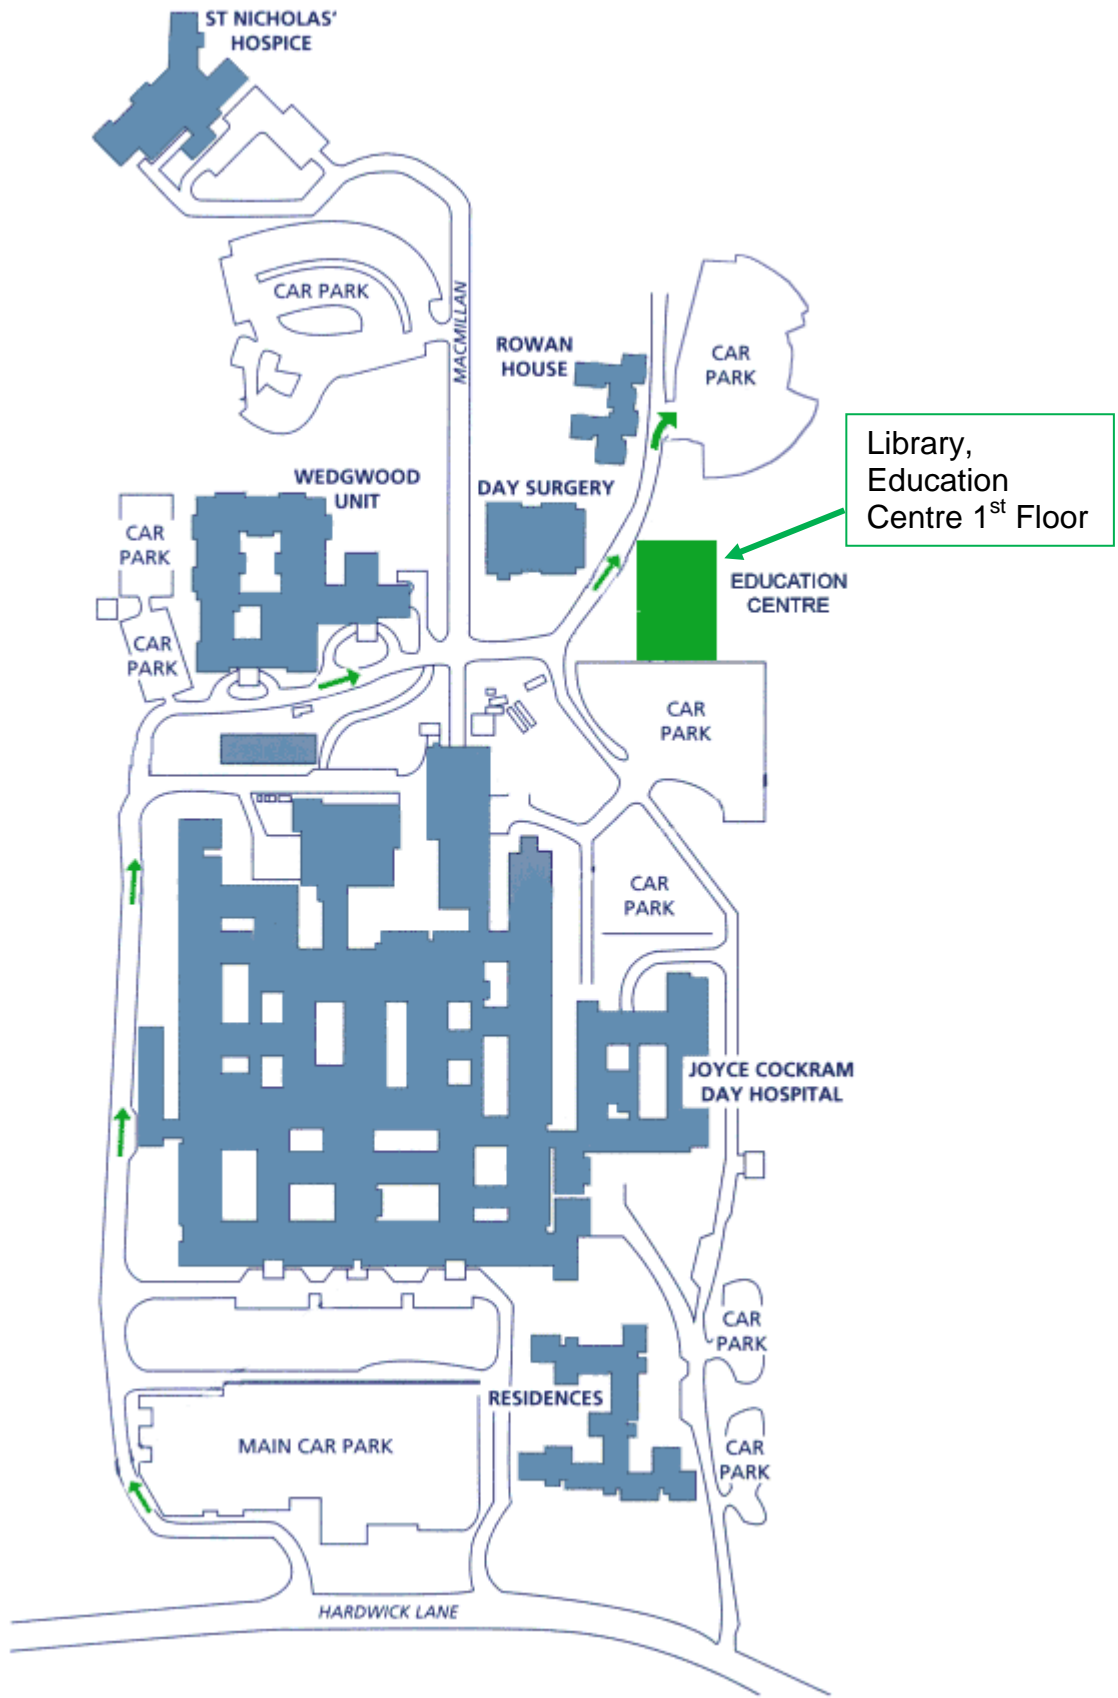 ST NICHOLAS'
HOSPICE
CAR PARK
MACMILLAN
ROWAN
HOUSE
CAR
PARK
Library,
Education
Centre 1st Floor
WEDGWOOD
UNIT
DAY SURGERY
CAR
PARK
EDUCATION
CENTRE
CAR
PARK
CAR
PARK
CAR
PARK
JOYCE COCKRAM
DAY HOSPITAL
CAR
PARK
RESIDENCES
MAIN CAR PARK
CAR
PARK
HARDWICK LANE